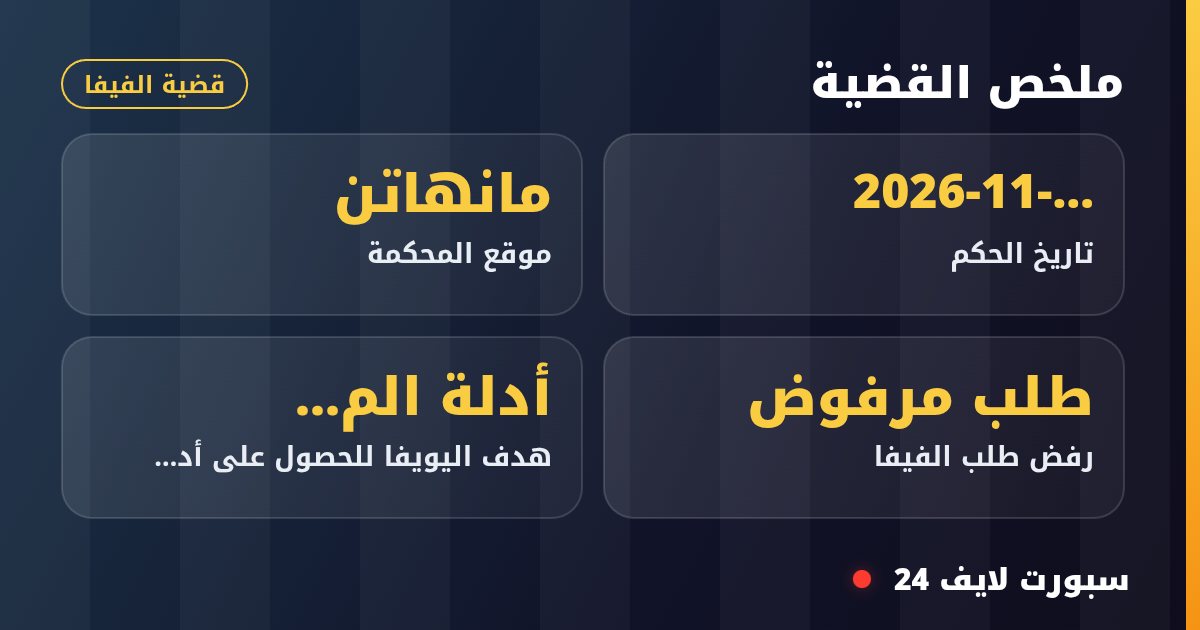 ملخص القضية
قضية الفيفا
2026-11-...
تاريخ الحكم
مانهاتن
موقع المحكمة
طلب مرفوض
رفض طلب الفيفا
أدلة الم...
هدف اليويفا للحصول على أد...
سبورت لايف 24